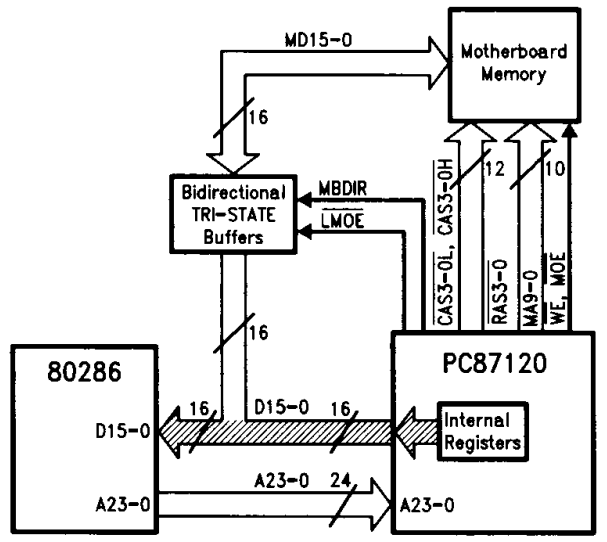 MD15-0
Motherboard
Memory
16
Bidirectional
TRI-STATE
Buffers
MBDIR
LMOE
12
10
CAS3-0L, CAS3-0H
RAS3-0
MA9-0
WE, MOE
16
80286
PC87120
D15-0
16
D15-0
16
Internal
Registers
A23-0
A23-0
24
A23-0